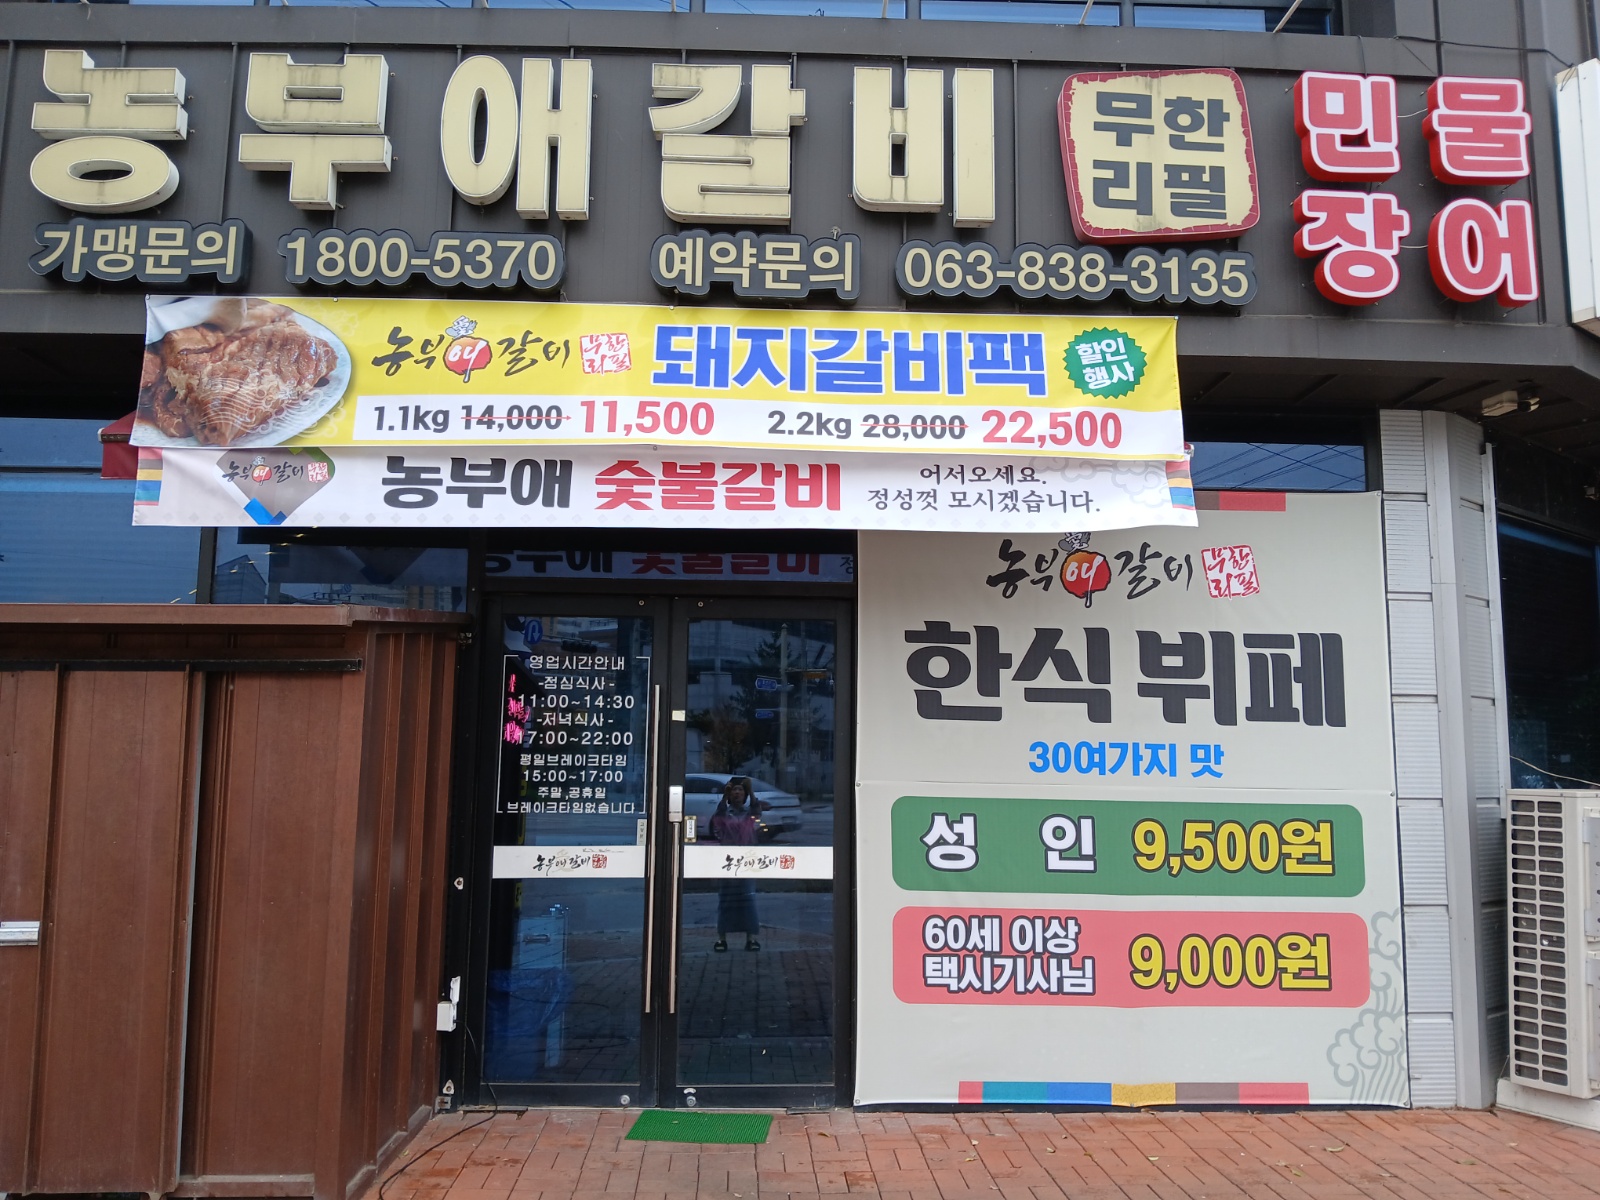 농부애갈비
무한
리필
민물
장어
가맹문의 1800-5370 예약문의 063-838-3135
농부애갈비 무한리필
돼지갈비팩
할인
행사
1.1kg 14,000 11,500 2.2kg 28,000 22,500
농부애갈비 무한리필
농부애 숯불갈비
어서오세요.
정성껏 모시겠습니다.
농부애 숯불갈비
영업시간안내
-점심식사-
11:00~14:30
-저녁식사-
17:00~22:00
평일브레이크타임
15:00~17:00
주말,공휴일
브레이크타임없습니다
농부애갈비
농부애갈비
농부애갈비 무한리필
한식 뷔페
30여가지 맛
성인 9,500원
60세 이상
택시기사님
9,000원